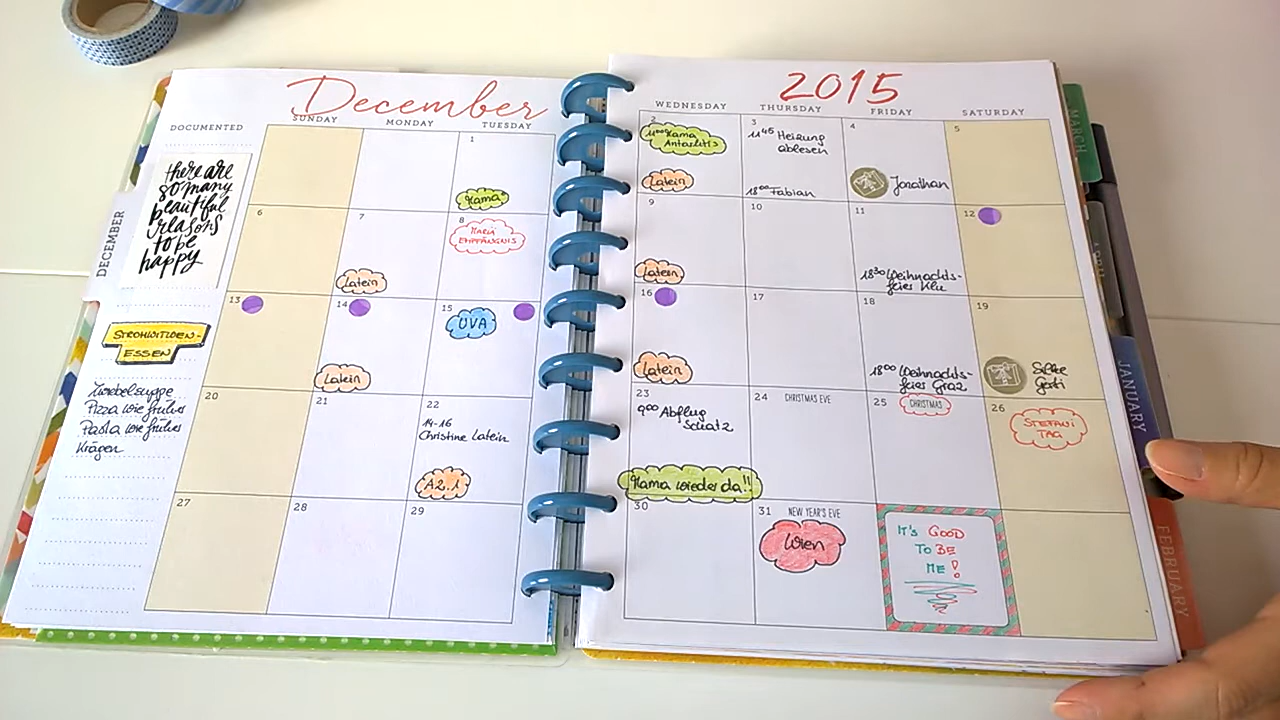 December
2015
DOCUMENTED
SUNDAY
MONDAY
TUESDAY
WEDNESDAY
THURSDAY
FRIDAY
SATURDAY
there are
so many
beautiful
reasons
to be
happy
DECEMBER
STROHWITWEN-
ESSEN
Zwiebelsuppe
Pizza wie früher
Pasta wie früher
Krägen
1
Mama
2
1100 Mama
Latein
3
1145 Heizung
ablesen
1800 Fabian
4
Jonathan
5
6
7
Latein
8
MARIÄ
EMPFÄNGNIS
9
Latein
10
11
1830 Weihnachts-
feier Klu
12
13
14
Latein
15
UVA
16
Latein
17
18
1800 Weihnachts-
feier Graz
19
Silke
Gesti
20
21
22
14-16
Christine Latein
A2.1
23
900 Abflug
Schatz
Mama wieder da!!
24 CHRISTMAS EVE
25
CHRISTMAS
26
STEFANI
TAG
27
28
29
30
31 NEW YEAR'S EVE
Wien
IT'S GOOD
TO BE
ME!
MARCH
APRIL
JANUARY
FEBRUARY